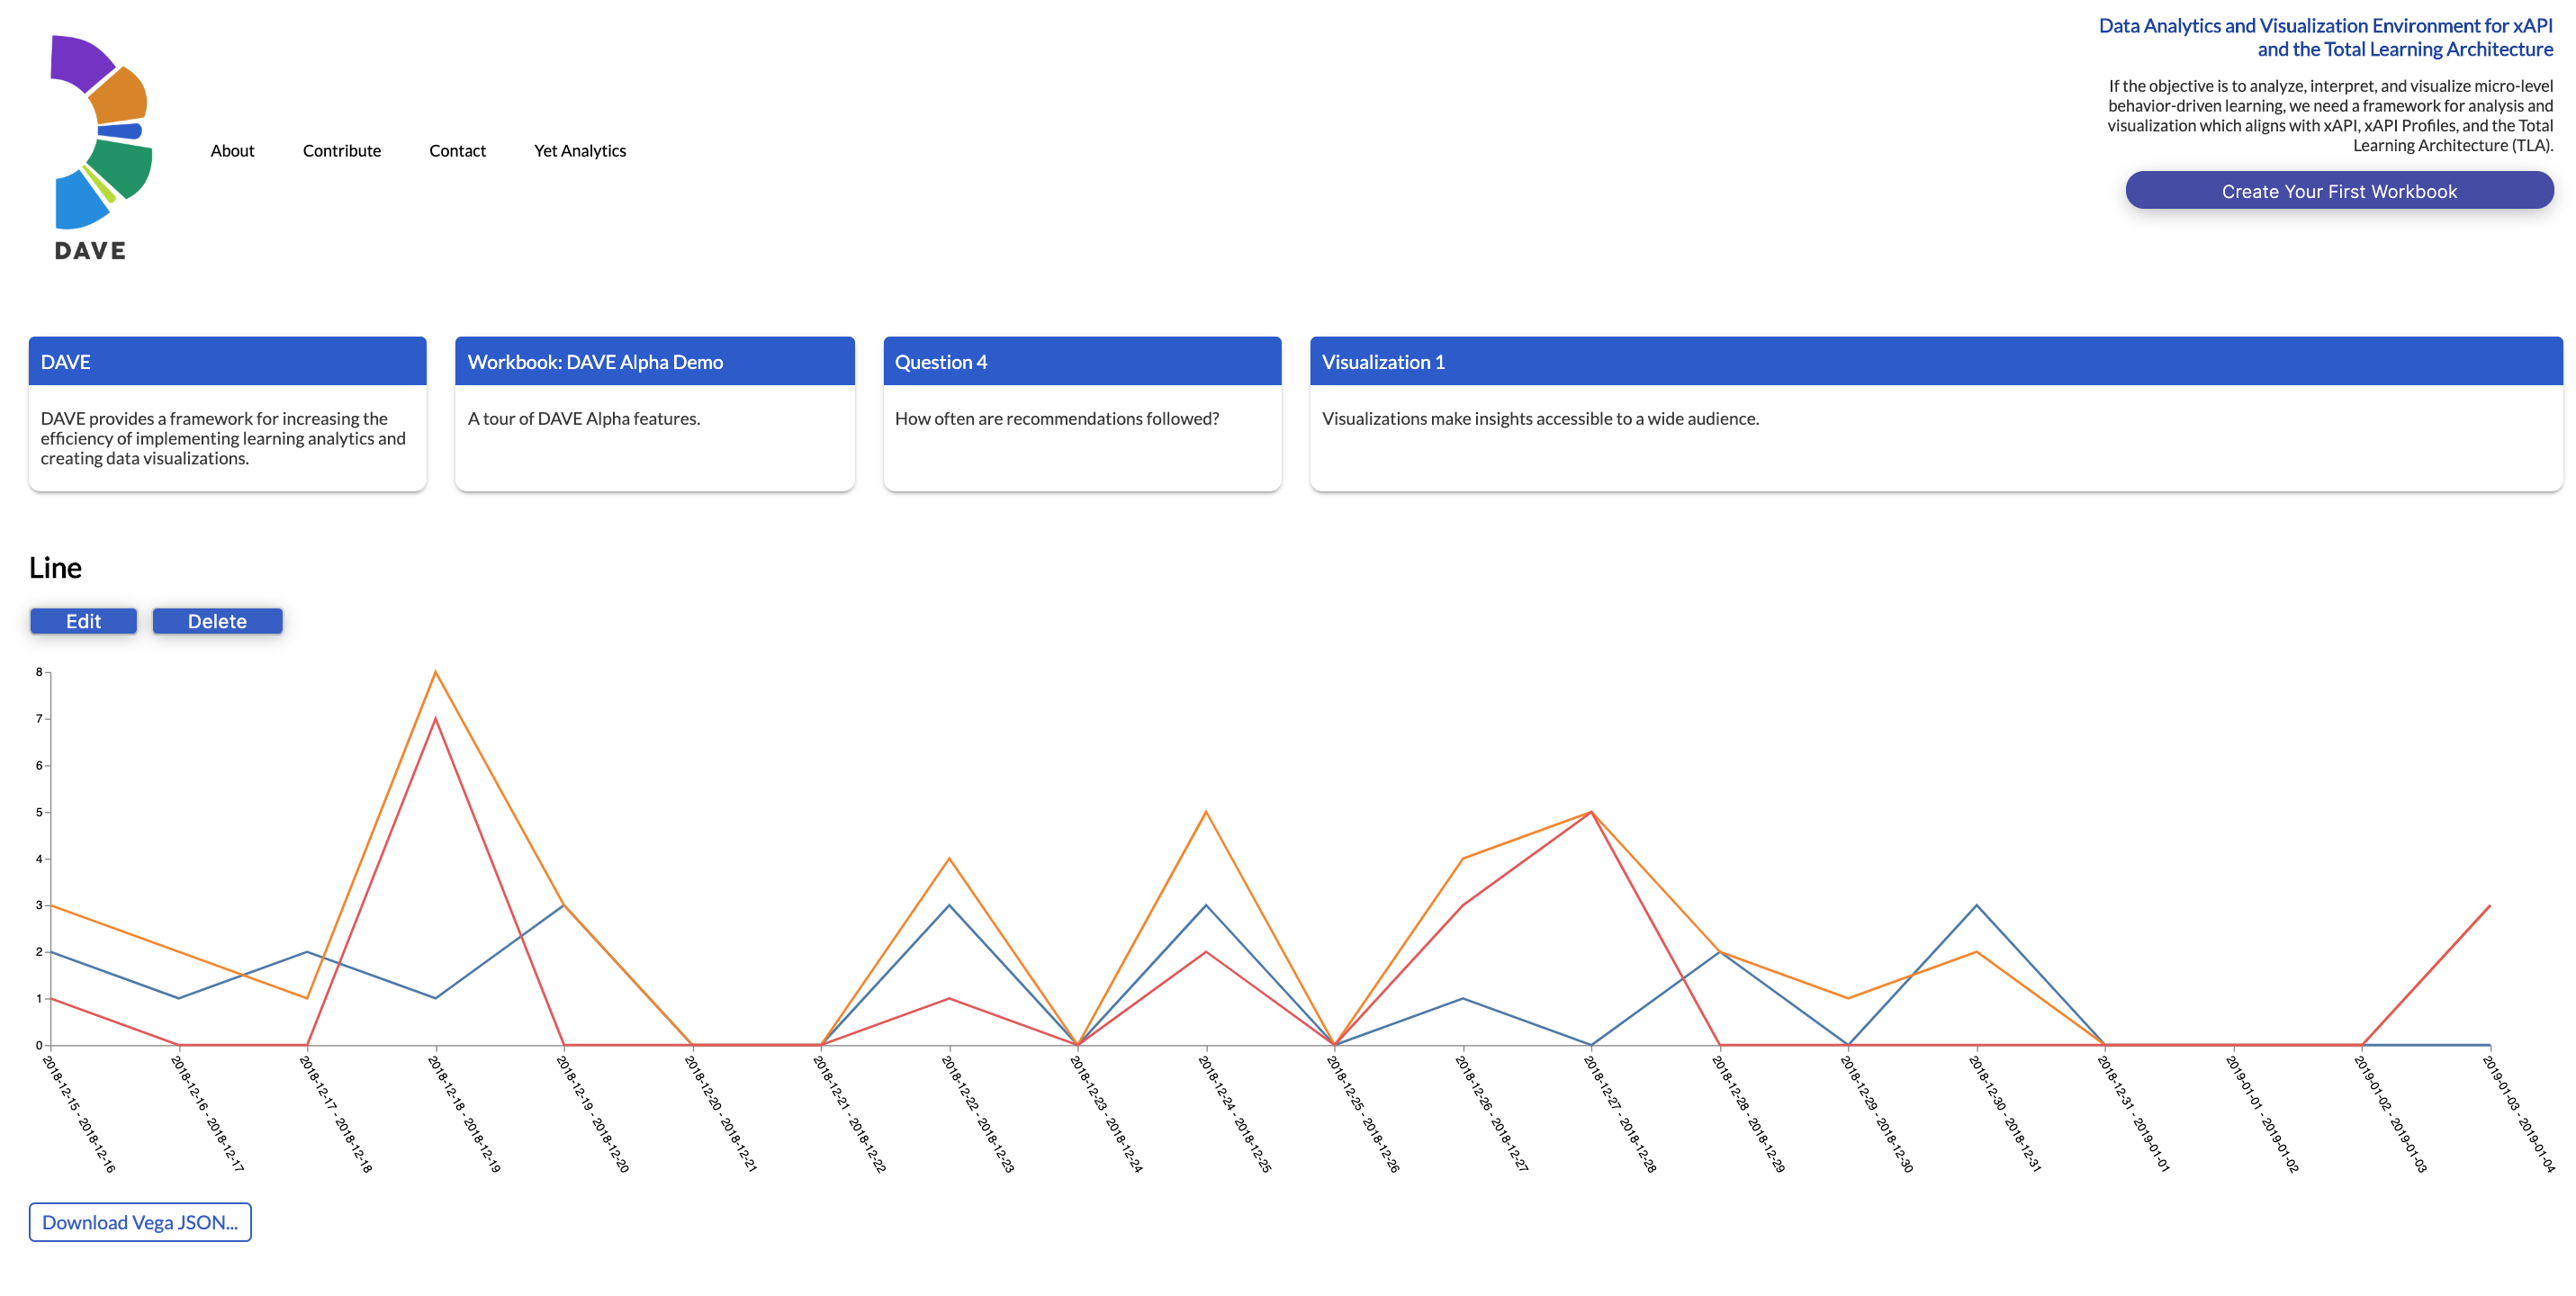 DAVE
About
Contribute
Contact
Yet Analytics
Data Analytics and Visualization Environment for xAPI
and the Total Learning Architecture
If the objective is to analyze, interpret, and visualize micro-level
behavior-driven learning, we need a framework for analysis and
visualization which aligns with xAPI, xAPI Profiles, and the Total
Learning Architecture (TLA).
Create Your First Workbook
DAVE
DAVE provides a framework for increasing the
efficiency of implementing learning analytics and
creating data visualizations.
Workbook: DAVE Alpha Demo
A tour of DAVE Alpha features.
Question 4
How often are recommendations followed?
Visualization 1
Visualizations make insights accessible to a wide audience.
Line
Edit
Delete
8
7
6
5
4
3
2
1
0
2018-12-15 - 2018-12-16
2018-12-16 - 2018-12-17
2018-12-17 - 2018-12-18
2018-12-18 - 2018-12-19
2018-12-19 - 2018-12-20
2018-12-20 - 2018-12-21
2018-12-21 - 2018-12-22
2018-12-22 - 2018-12-23
2018-12-23 - 2018-12-24
2018-12-24 - 2018-12-25
2018-12-25 - 2018-12-26
2018-12-26 - 2018-12-27
2018-12-27 - 2018-12-28
2018-12-28 - 2018-12-29
2018-12-29 - 2018-12-30
2018-12-30 - 2018-12-31
2018-12-31 - 2019-01-01
2019-01-01 - 2019-01-02
2019-01-02 - 2019-01-03
2019-01-03 - 2019-01-04
Download Vega JSON...